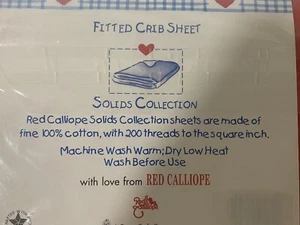 FITTED CRIB SHEET
SOLIDS COLLECTION
Red Calliope Solids Collection sheets are made of
fine 100% cotton, with 200 threads to the square inch.
Machine Wash Warm; Dry Low Heat
Wash Before Use
with love from RED CALLIOPE